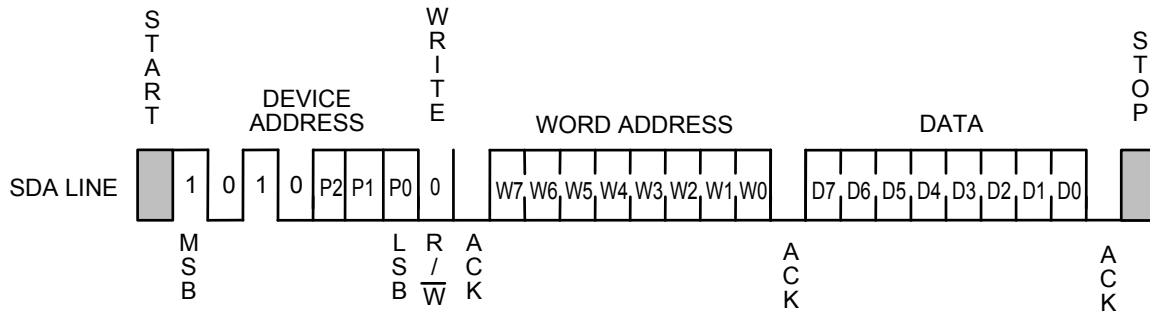 START
WRITE
STOP
DEVICE
ADDRESS
WORD ADDRESS
DATA
SDA LINE
1 0 1 0 P2 P1 P0 0 W7 W6 W5 W4 W3 W2 W1 W0 D7 D6 D5 D4 D3 D2 D1 D0
MSB
LSB
R/W
ACK
ACK
ACK